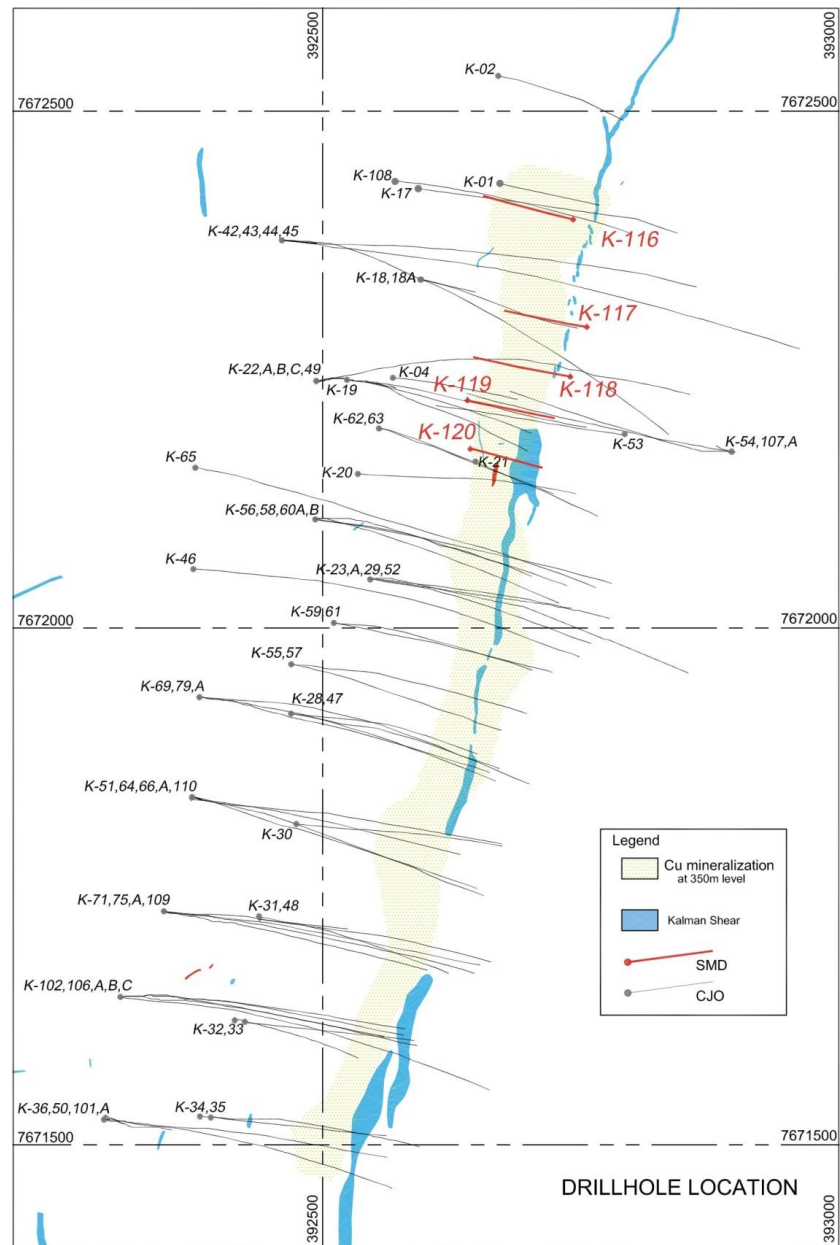 392500
393000
K-02
7672500
7672500
K-108
K-01
K-17
K-116
K-42,43,44,45
K-18,18A
K-117
K-22,A,B,C,49
K-04
K-19
K-119
K-118
K-62,63
K-120
K-53
K-54,107,A
K-65
K-21
K-20
K-56,58,60A,B
K-46
K-23,A,29,52
7672000
7672000
K-59,61
K-55,57
K-69,79,A
K-28,47
K-51,64,66,A,110
K-30
Legend
Cu mineralization
at 350m level
Kalman Shear
SMD
CJO
K-71,75,A,109
K-31,48
K-102,106,A,B,C
K-32,33
K-36,50,101,A
K-34,35
7671500
7671500
DRILLHOLE LOCATION
392500
393000